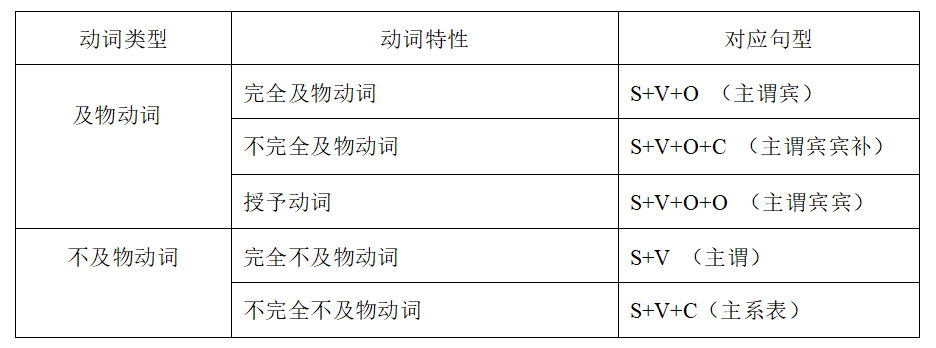 动词类型 动词特性 对应句型
及物动词 完全及物动词 S+V+O （主谓宾）
不完全及物动词 S+V+O+C （主谓宾宾补）
授予动词 S+V+O+O （主谓宾宾）
不及物动词 完全不及物动词 S+V （主谓）
不完全不及物动词 S+V+C（主系表）